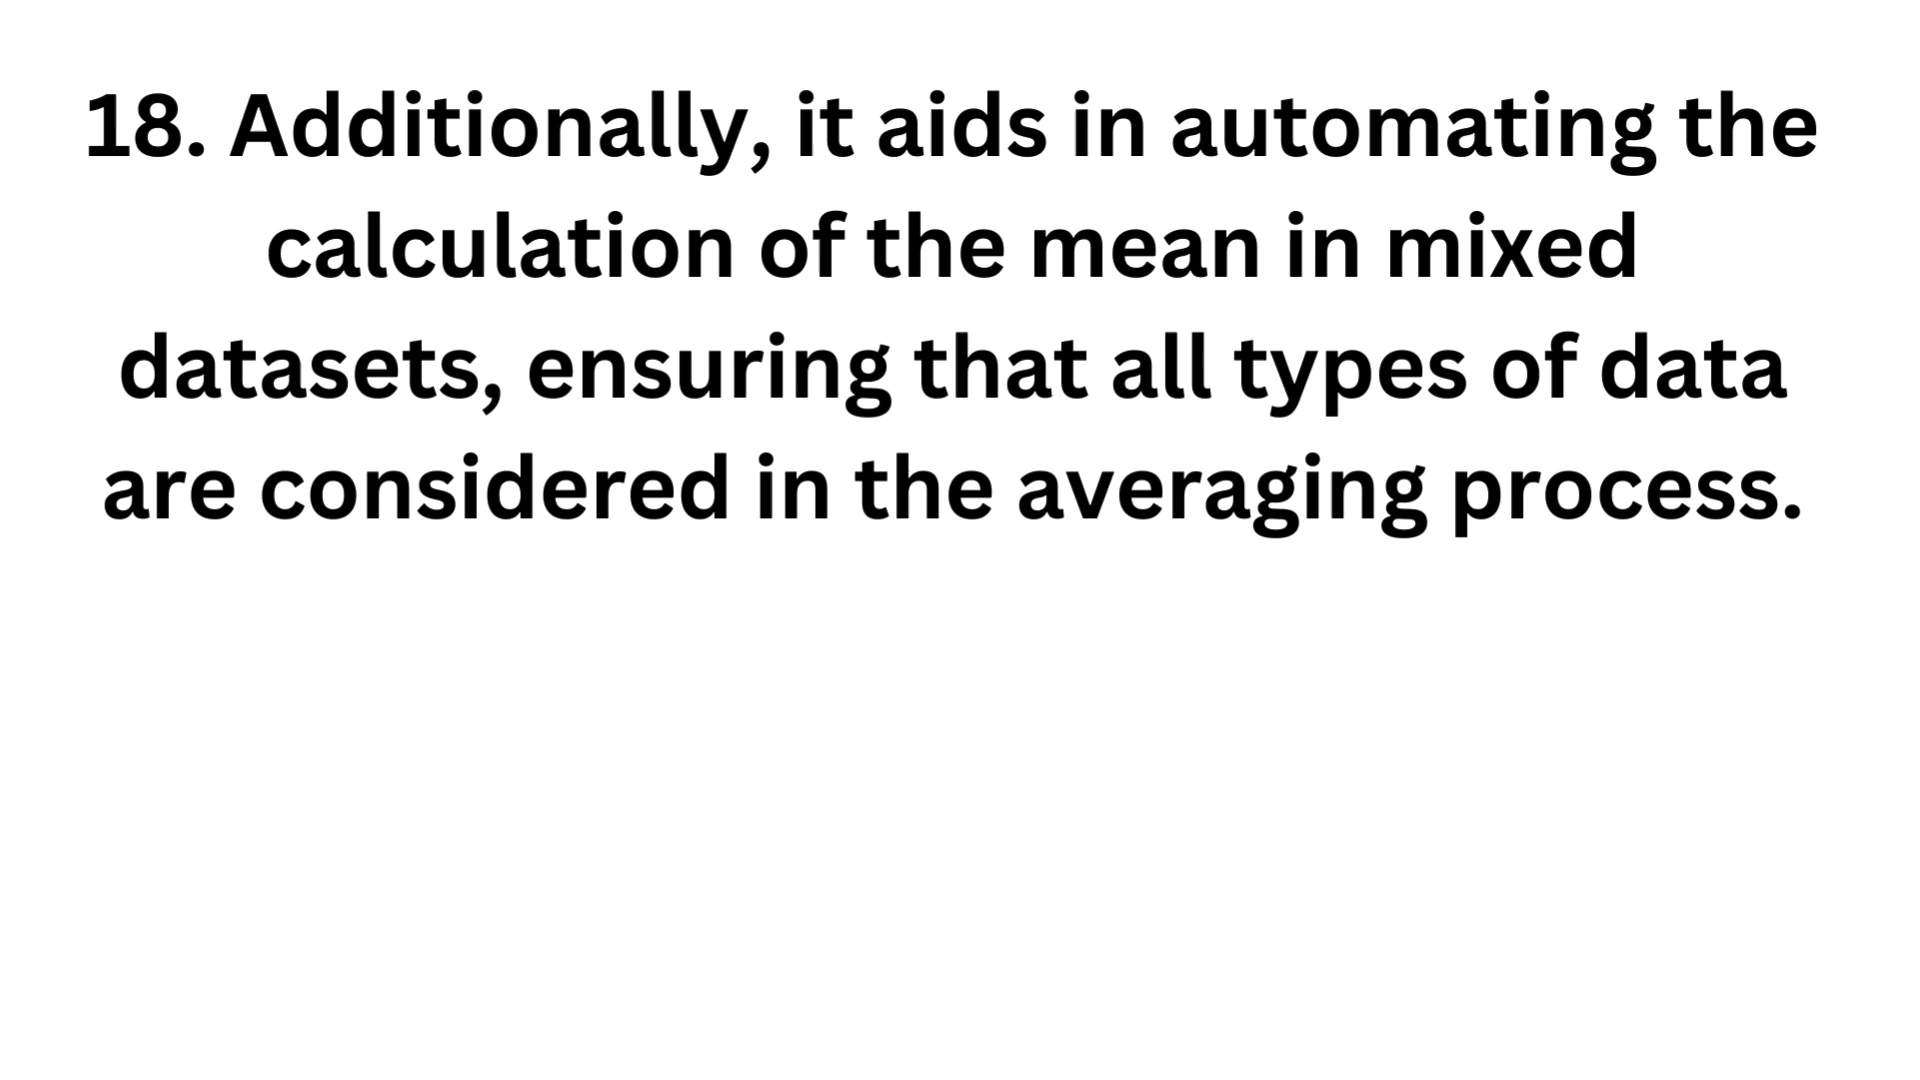 18. Additionally, it aids in automating the
calculation of the mean in mixed
datasets, ensuring that all types of data
are considered in the averaging process.